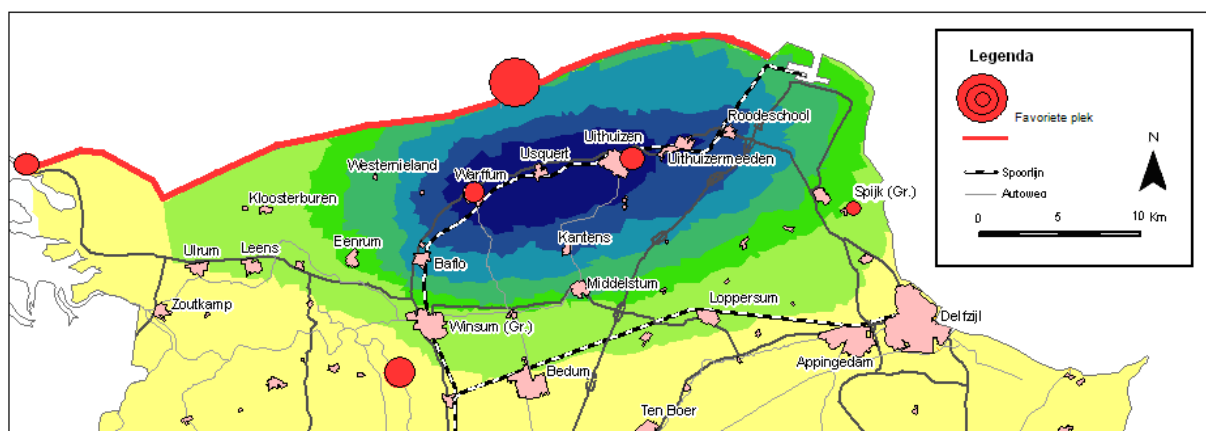 Legenda
Favoriete plek
N
Spoorlijn
Autoweg
0 5 10 Km
Roodeschool
Uithuizen
Usquert
Uithuizermeeden
Westernieland
Warffum
Spijk (Gr.)
Kloosterburen
Kantens
Eenrum
Ulrum
Leens
Baflo
Middelstum
Zoutkamp
Loppersum
Winsum (Gr.)
Delfzijl
Appingedam
Bedum
Ten Boer